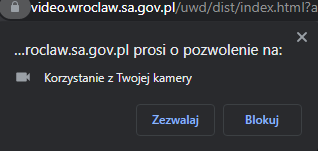 video.wroclaw.sa.gov.pl/uwd/dist/index.html?a
...roclaw.sa.gov.pl prosi o pozwolenie na:
Korzystanie z Twojej kamery
Zezwalaj Blokuj